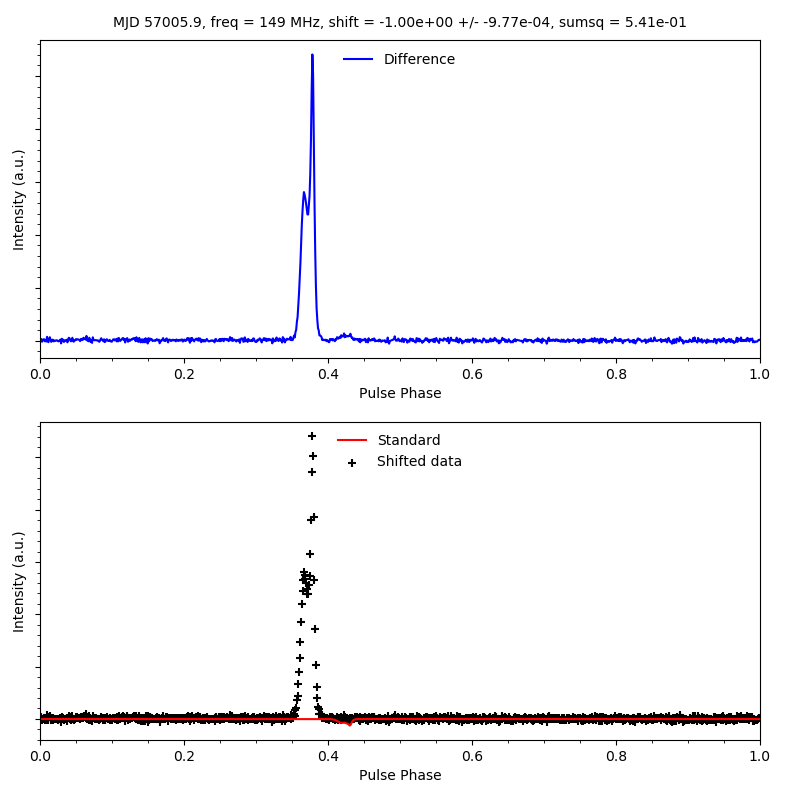 MJD 57005.9, freq = 149 MHz, shift = -1.00e+00 +/- -9.77e-04, sumsq = 5.41e-01
Difference
Intensity (a.u.)
0.0 0.2 0.4 0.6 0.8 1.0
Pulse Phase
Standard
Shifted data
Intensity (a.u.)
0.0 0.2 0.4 0.6 0.8 1.0
Pulse Phase